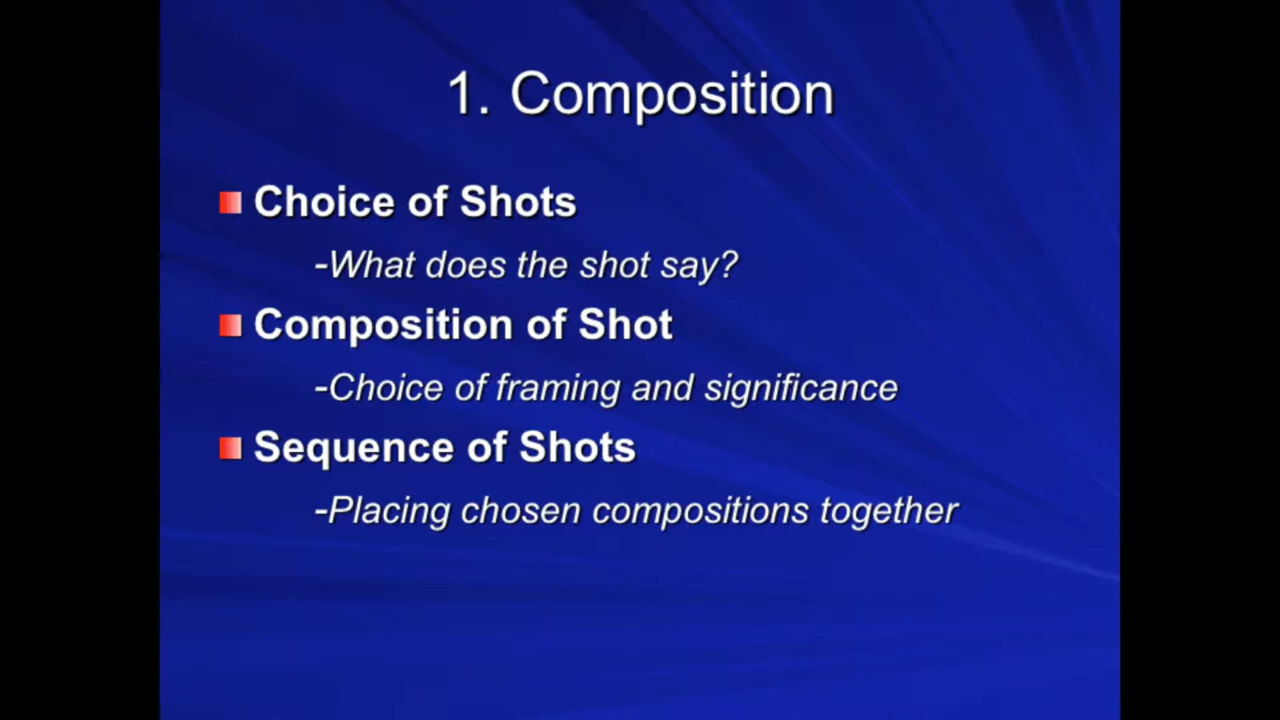 1. Composition
Choice of Shots
-What does the shot say?
Composition of Shot
-Choice of framing and significance
Sequence of Shots
-Placing chosen compositions together